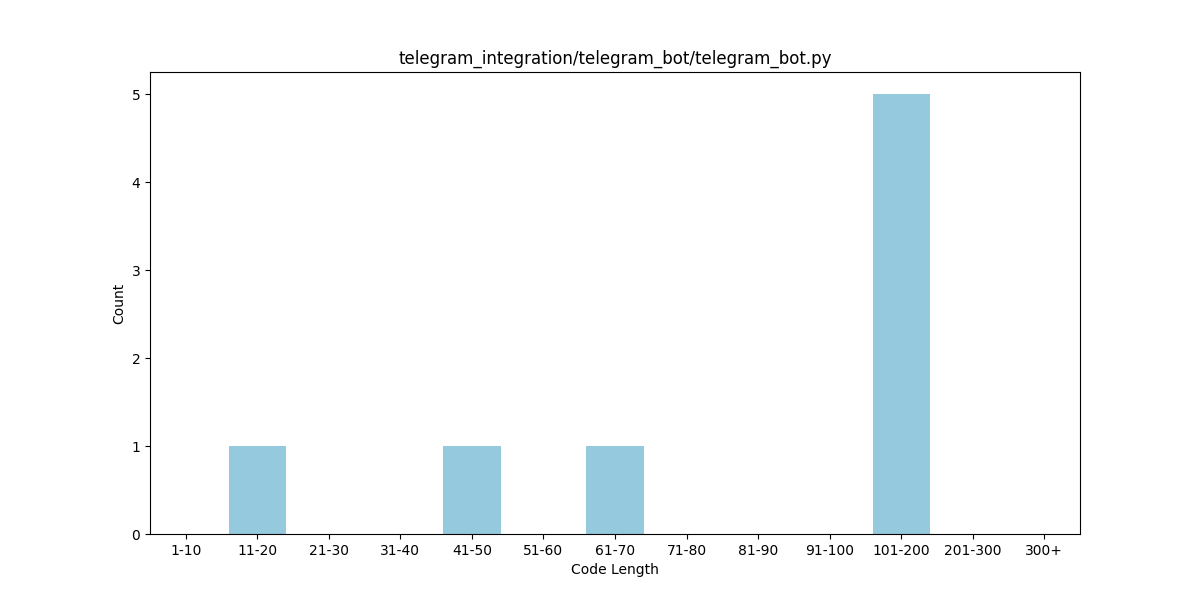 telegram_integration/telegram_bot/telegram_bot.py
5
4
3
2
1
0
Count
1-10 11-20 21-30 31-40 41-50 51-60 61-70 71-80 81-90 91-100 101-200 201-300 300+
Code Length